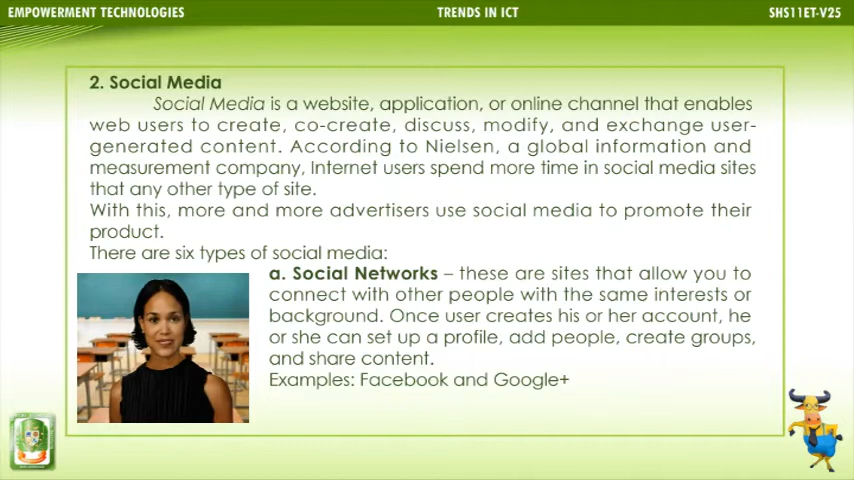 EMPOWERMENT TECHNOLOGIES
TRENDS IN ICT
SHS11ET-V25
2. Social Media
Social Media is a website, application, or online channel that enables
web users to create, co-create, discuss, modify, and exchange user-
generated content. According to Nielsen, a global information and
measurement company, Internet users spend more time in social media sites
that any other type of site.
With this, more and more advertisers use social media to promote their
product.
There are six types of social media:
a. Social Networks – these are sites that allow you to
connect with other people with the same interests or
background. Once user creates his or her account, he
or she can set up a profile, add people, create groups,
and share content.
Examples: Facebook and Google+